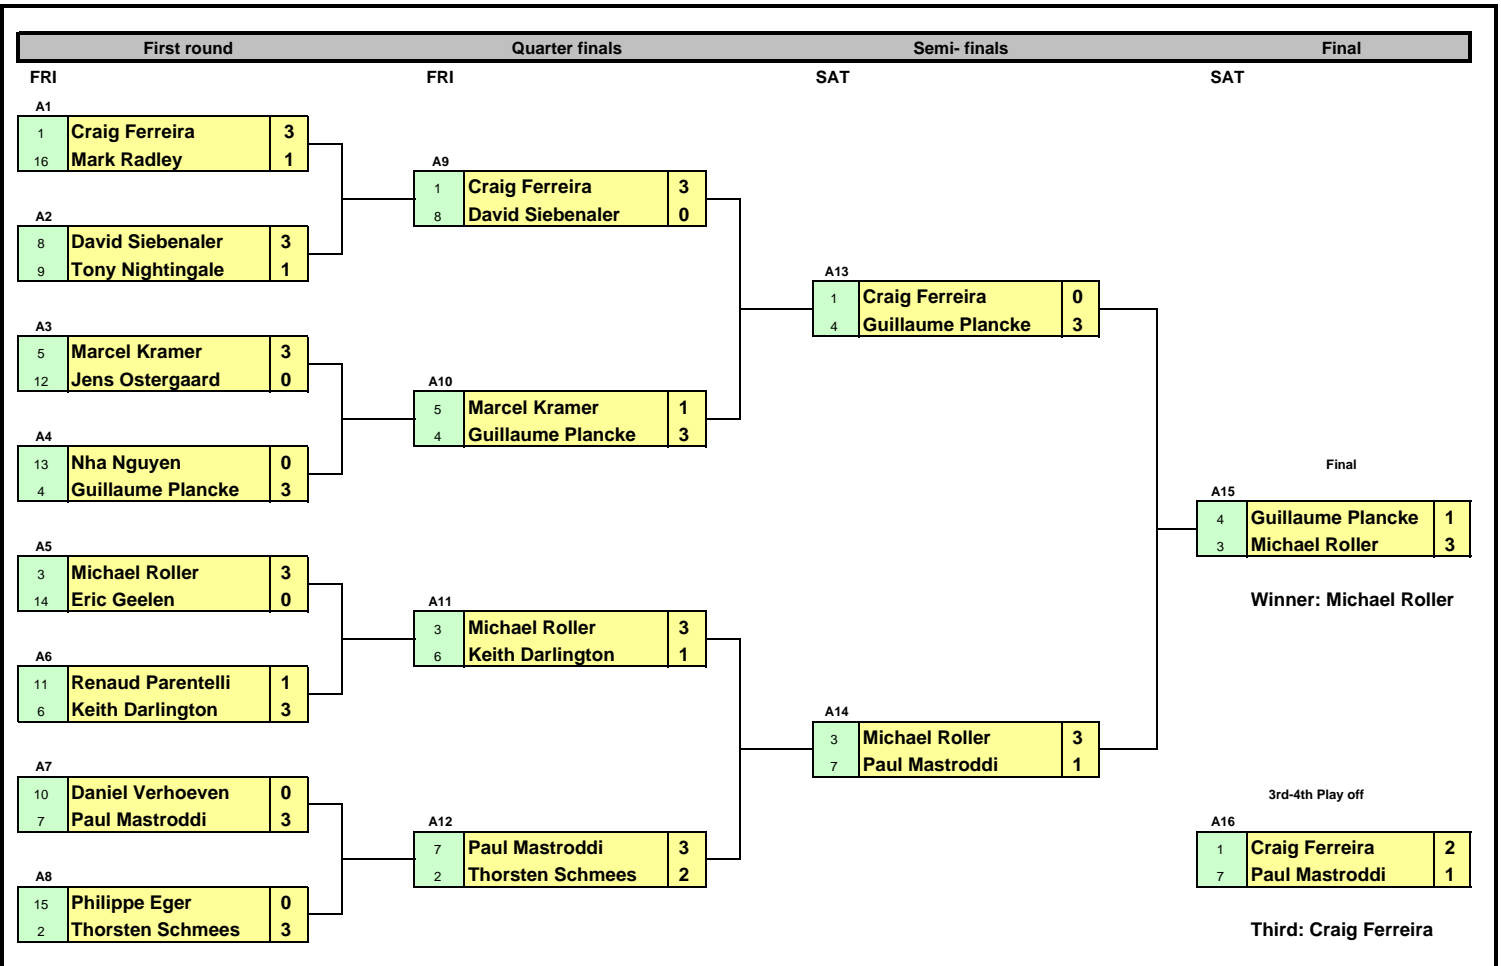 First round Quarter finals Semi- finals Final
FRI FRI SAT SAT
A1
1 Craig Ferreira 3
16 Mark Radley 1
A9
1 Craig Ferreira 3
8 David Siebenaler 0
A2
8 David Siebenaler 3
9 Tony Nightingale 1
A13
1 Craig Ferreira 0
4 Guillaume Plancke 3
A3
5 Marcel Kramer 3
12 Jens Ostergaard 0
A10
5 Marcel Kramer 1
4 Guillaume Plancke 3
A4
13 Nha Nguyen 0
4 Guillaume Plancke 3
Final
A15
4 Guillaume Plancke 1
3 Michael Roller 3
Winner: Michael Roller
A5
3 Michael Roller 3
14 Eric Geelen 0
A11
3 Michael Roller 3
6 Keith Darlington 1
A6
11 Renaud Parentelli 1
6 Keith Darlington 3
A14
3 Michael Roller 3
7 Paul Mastroddi 1
A7
10 Daniel Verhoeven 0
7 Paul Mastroddi 3
3rd-4th Play off
A12
7 Paul Mastroddi 3
2 Thorsten Schmees 2
A16
1 Craig Ferreira 2
7 Paul Mastroddi 1
A8
15 Philippe Eger 0
2 Thorsten Schmees 3
Third: Craig Ferreira